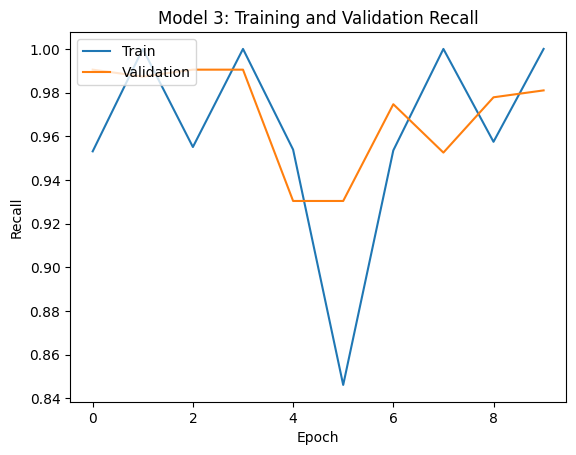 Model 3: Training and Validation Recall
Train
Validation
1.00
0.98
0.96
0.94
0.92
0.90
0.88
0.86
0.84
Recall
0
2
4
6
8
Epoch